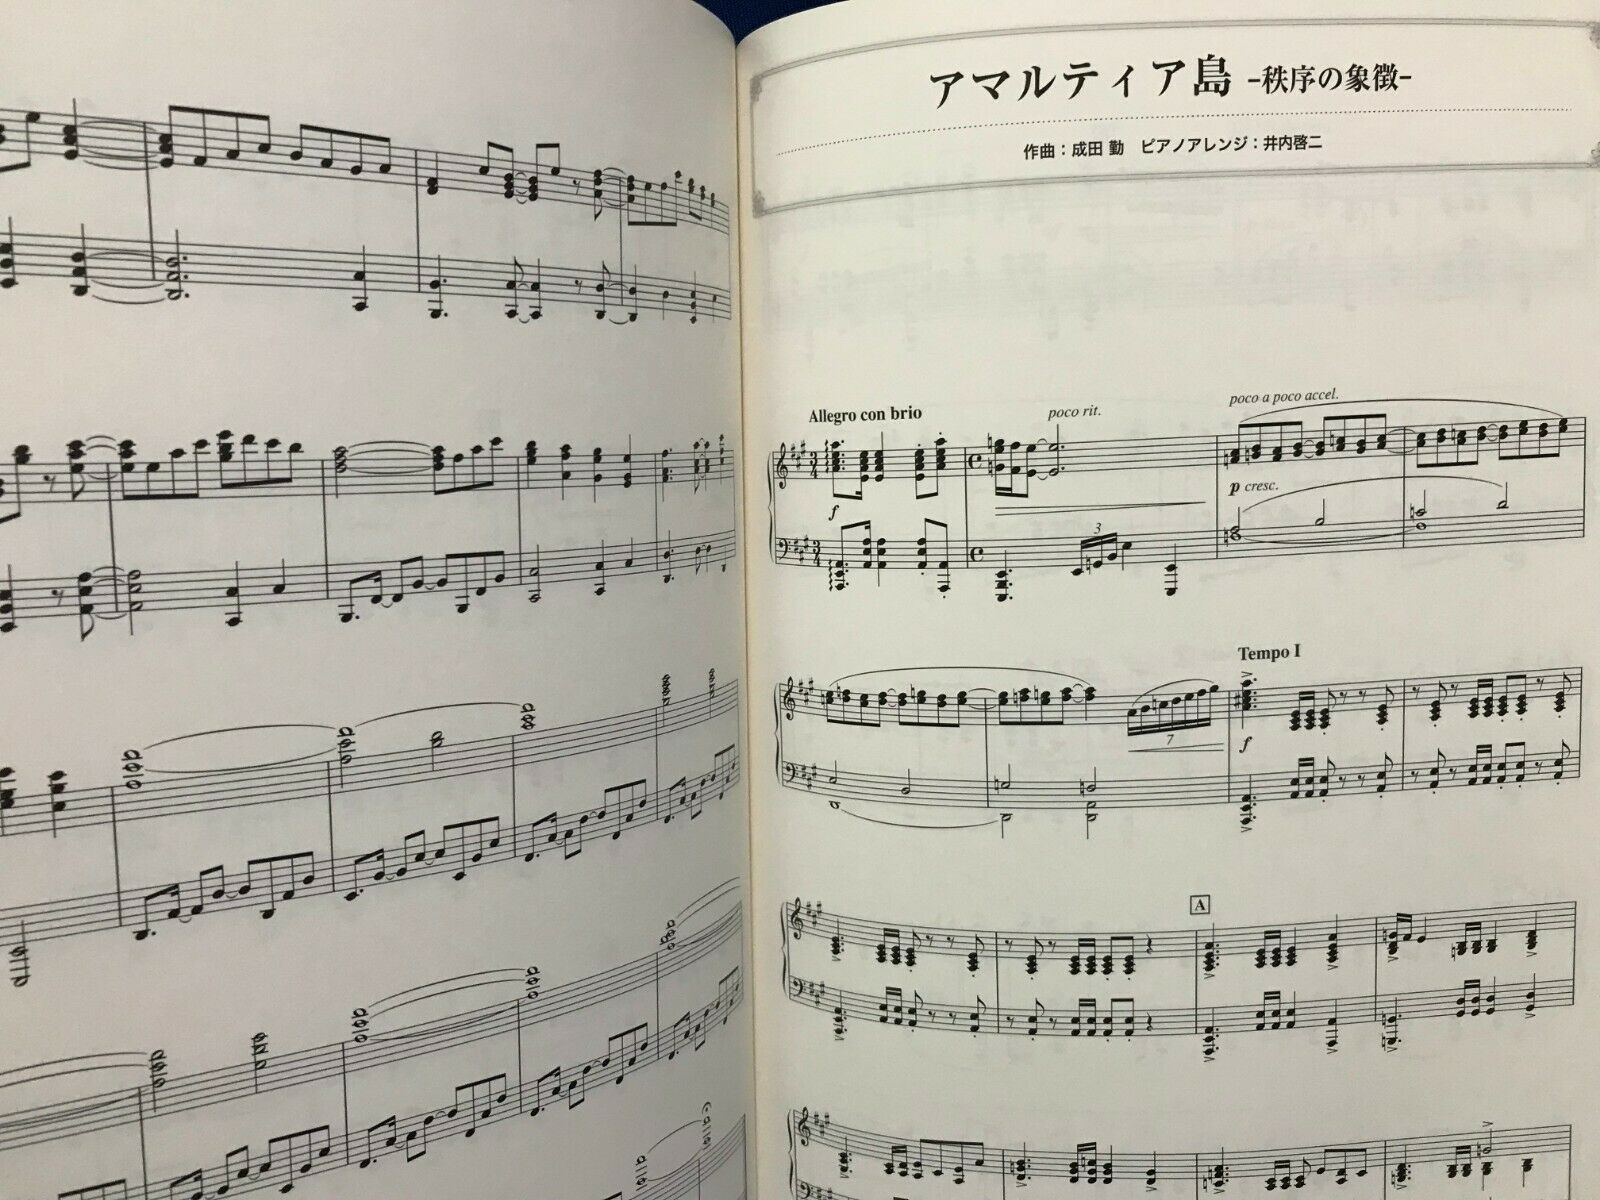 アマルティア島 -秩序の象徴-
作曲：成田 勤　ピアノアレンジ：井内啓二
Allegro con brio
poco rit.
poco a poco accel.
f
3
p cresc.
Tempo I
7
f
A